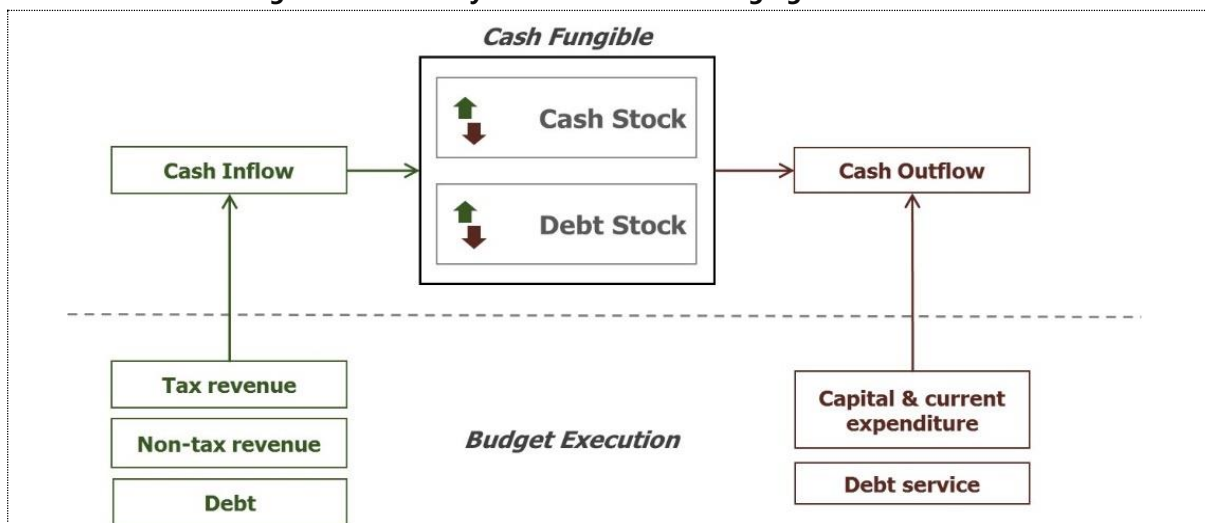 Cash Fungible
Cash Stock
Cash Inflow
Cash Outflow
Debt Stock
Tax revenue
Capital & current
expenditure
Non-tax revenue
Budget Execution
Debt service
Debt